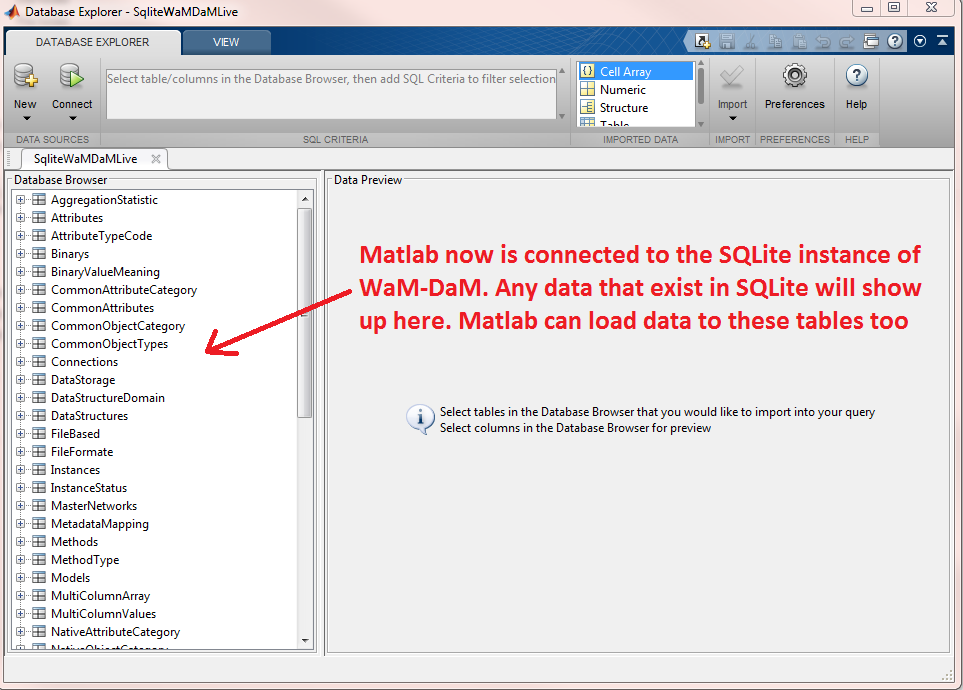 Database Explorer - SqliteWaMDaMLive
DATABASE EXPLORER
VIEW
New
Connect
DATA SOURCES
Select table/columns in the Database Browser, then add SQL Criteria to filter selection
SQL CRITERIA
Cell Array
Numeric
Structure
Table
IMPORTED DATA
Import
IMPORT
Preferences
PREFERENCES
Help
HELP
SqliteWaMDaMLive
Database Browser
AggregationStatistic
Attributes
AttributeTypeCode
Binarys
BinaryValueMeaning
CommonAttributeCategory
CommonAttributes
CommonObjectCategory
CommonObjectTypes
Connections
DataStorage
DataStructureDomain
DataStructures
FileBased
FileFormate
Instances
InstanceStatus
MasterNetworks
MetadataMapping
Methods
MethodType
Models
MultiColumnArray
MultiColumnValues
NativeAttributeCategory
NativeObjectCategory
Data Preview
Matlab now is connected to the SQLite instance of
WaM-DaM. Any data that exist in SQLite will show
up here. Matlab can load data to these tables too
Select tables in the Database Browser that you would like to import into your query
Select columns in the Database Browser for preview